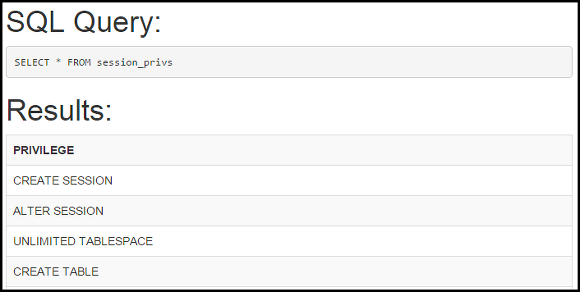 SQL Query:
SELECT * FROM session_privs
Results:
PRIVILEGE
CREATE SESSION
ALTER SESSION
UNLIMITED TABLESPACE
CREATE TABLE